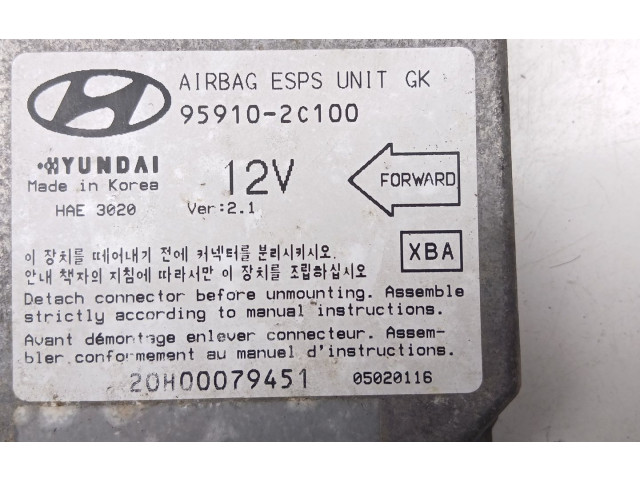 AIRBAG ESPS UNIT GK
95910-2C100
HYUNDAI
Made in Korea
12V
FORWARD
HAE 3020
Ver:2.1
XBA
이 장치를 떼어내기 전에 커넥터를 분리시키시오.
안내 책자의 지침에 따라서만 이 장치를 조립하십시오
Detach connector before unmounting. Assemble
strictly according to manual instructions.
Avant démontage enlever connecteur. Assem-
bler conformement au manuel d'instructions.
20H00079451
05020116